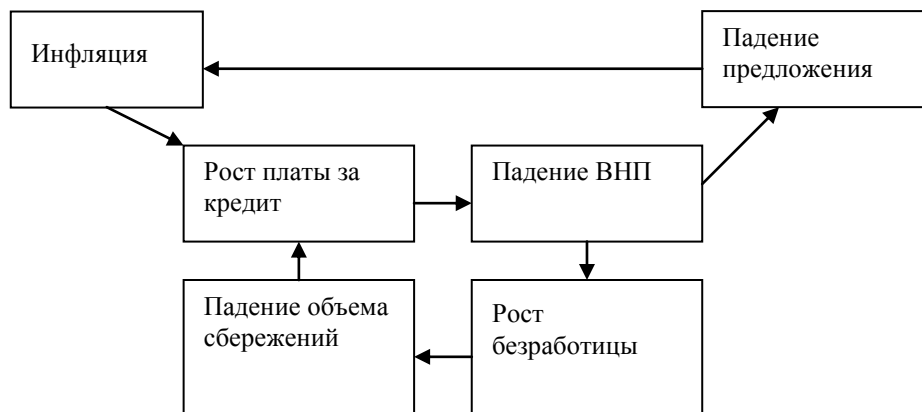 Инфляция
Падение
предложения
Рост платы за
кредит
Падение ВНП
Падение объема
сбережений
Рост
безработицы